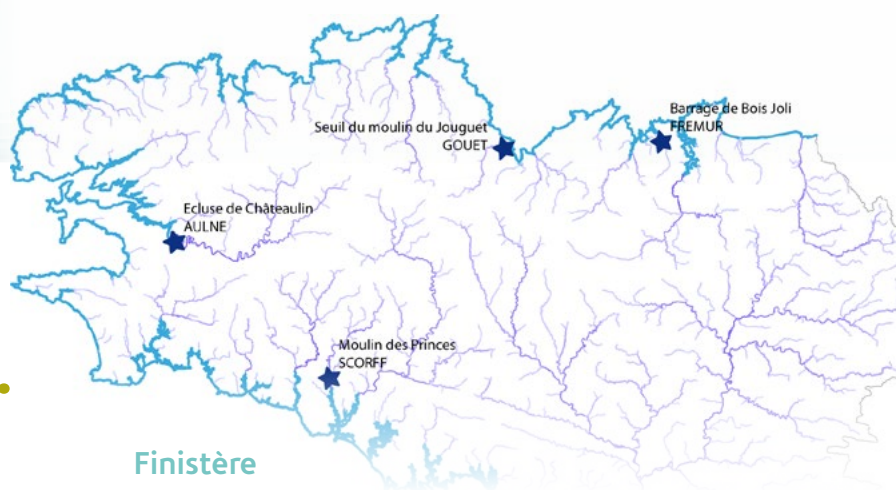 Barrage de Bois Joli
FREMUR
Seuil du moulin du Jouguet
GOUET
Ecluse de Châteaulin
AULNE
Moulin des Princes
SCORFF
Finistère